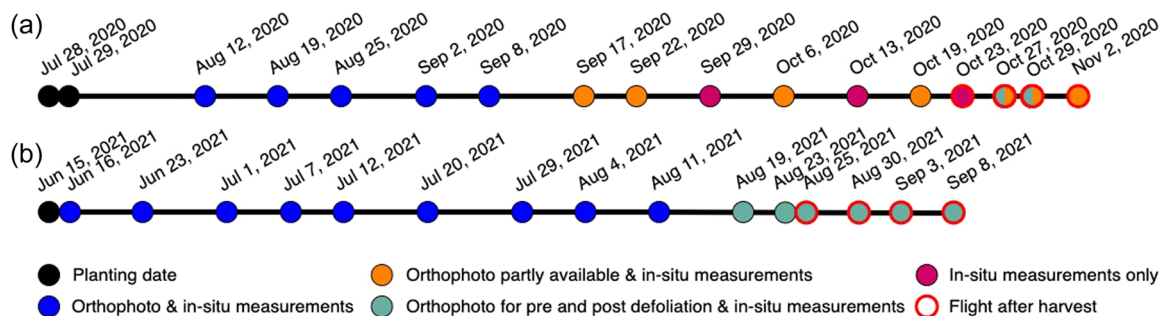 (a)
Jul 28, 2020
Jul 29, 2020
Aug 12, 2020
Aug 19, 2020
Aug 25, 2020
Sep 2, 2020
Sep 8, 2020
Sep 17, 2020
Sep 22, 2020
Sep 29, 2020
Oct 6, 2020
Oct 13, 2020
Oct 19, 2020
Oct 23, 2020
Oct 27, 2020
Oct 29, 2020
Nov 2, 2020
(b)
Jun 15, 2021
Jun 16, 2021
Jun 23, 2021
Jul 1, 2021
Jul 7, 2021
Jul 12, 2021
Jul 20, 2021
Jul 29, 2021
Aug 4, 2021
Aug 11, 2021
Aug 19, 2021
Aug 23, 2021
Aug 25, 2021
Aug 30, 2021
Sep 3, 2021
Sep 8, 2021
Planting date
Orthophoto partly available & in-situ measurements
In-situ measurements only
Orthophoto & in-situ measurements
Orthophoto for pre and post defoliation & in-situ measurements
Flight after harvest